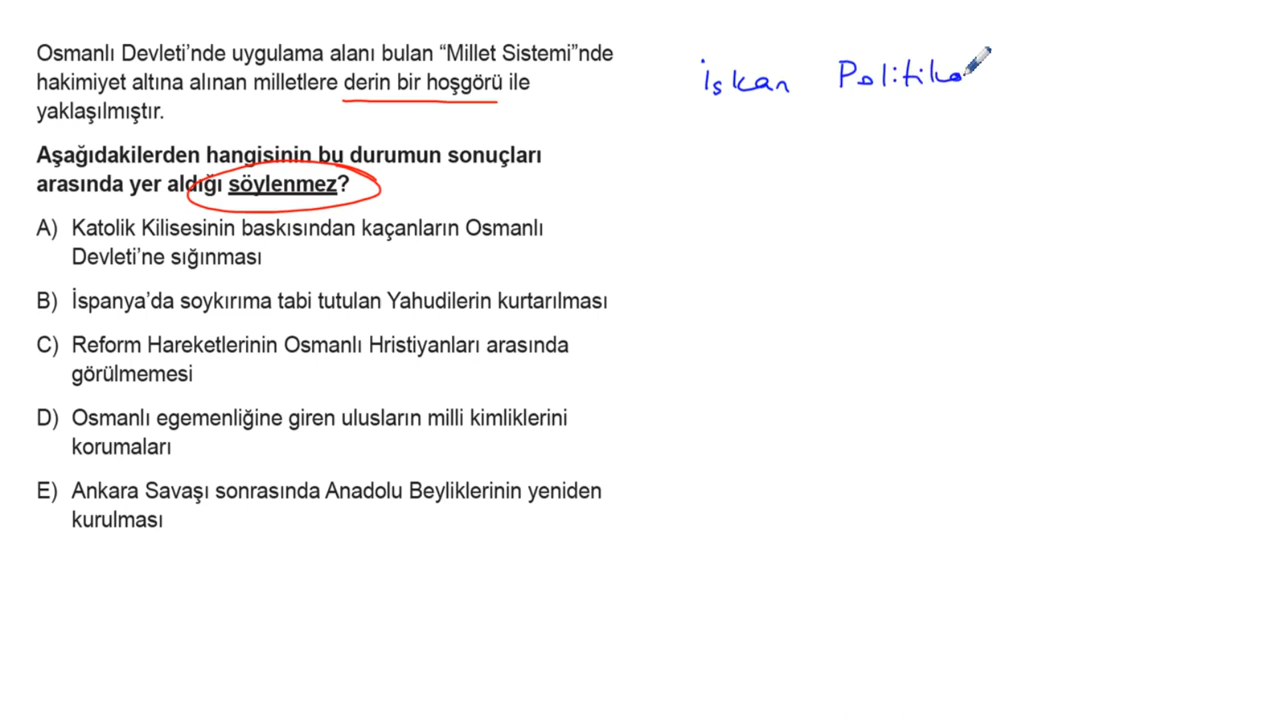 Osmanlı Devleti’nde uygulama alanı bulan “Millet Sistemi”nde
hakimiyet altına alınan milletlere derin bir hoşgörü ile
yaklaşılmıştır.
Aşağıdakilerden hangisinin bu durumun sonuçları
arasında yer aldığı söylenmez?
A) Katolik Kilisesinin baskısından kaçanların Osmanlı
Devleti’ne sığınması
B) İspanya’da soykırıma tabi tutulan Yahudilerin kurtarılması
C) Reform Hareketlerinin Osmanlı Hristiyanları arasında
görülmemesi
D) Osmanlı egemenliğine giren ulusların milli kimliklerini
korumaları
E) Ankara Savaşı sonrasında Anadolu Beyliklerinin yeniden
kurulması
İskan Politika